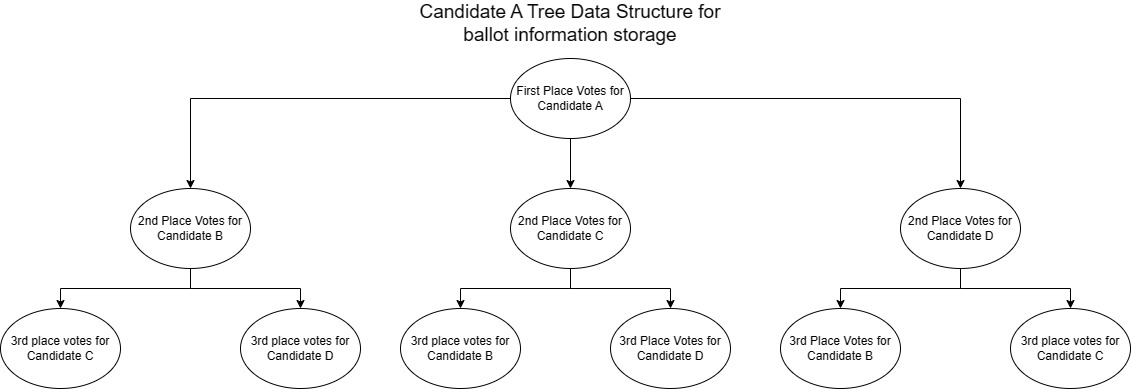 Candidate A Tree Data Structure for
ballot information storage
First Place Votes for
Candidate A
2nd Place Votes for
Candidate B
2nd Place Votes for
Candidate C
2nd Place Votes for
Candidate D
3rd place votes for
Candidate C
3rd place votes for
Candidate D
3rd place votes for
Candidate B
3rd Place Votes for
Candidate D
3rd Place Votes for
Candidate B
3rd place votes for
Candidate C